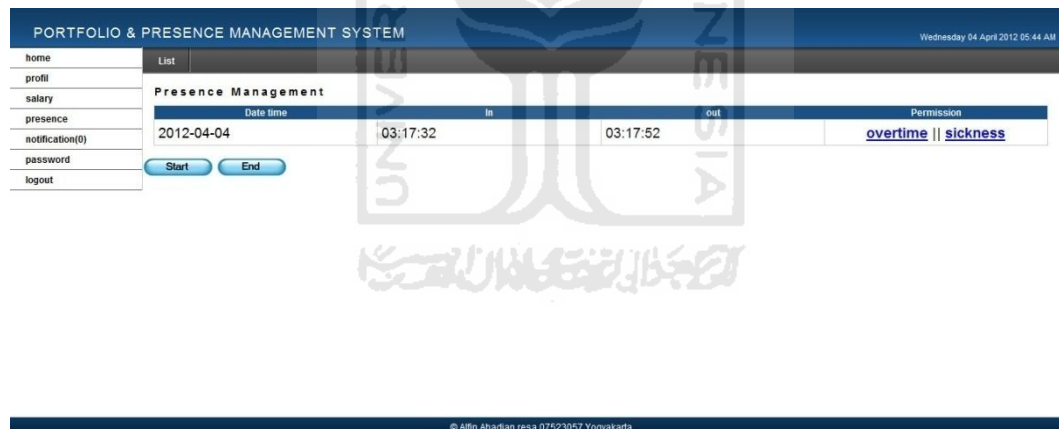 PORTFOLIO & PRESENCE MANAGEMENT SYSTEM
Wednesday 04 April 2012 05:44 AM
home
profil
salary
presence
notification(0)
password
logout
List
Presence Management
Date time In out Permission
2012-04-04 03:17:32 03:17:52 overtime || sickness
Start End
UNIVER
NESIA
© Alfin Abadian resa 07523057 Yogyakarta